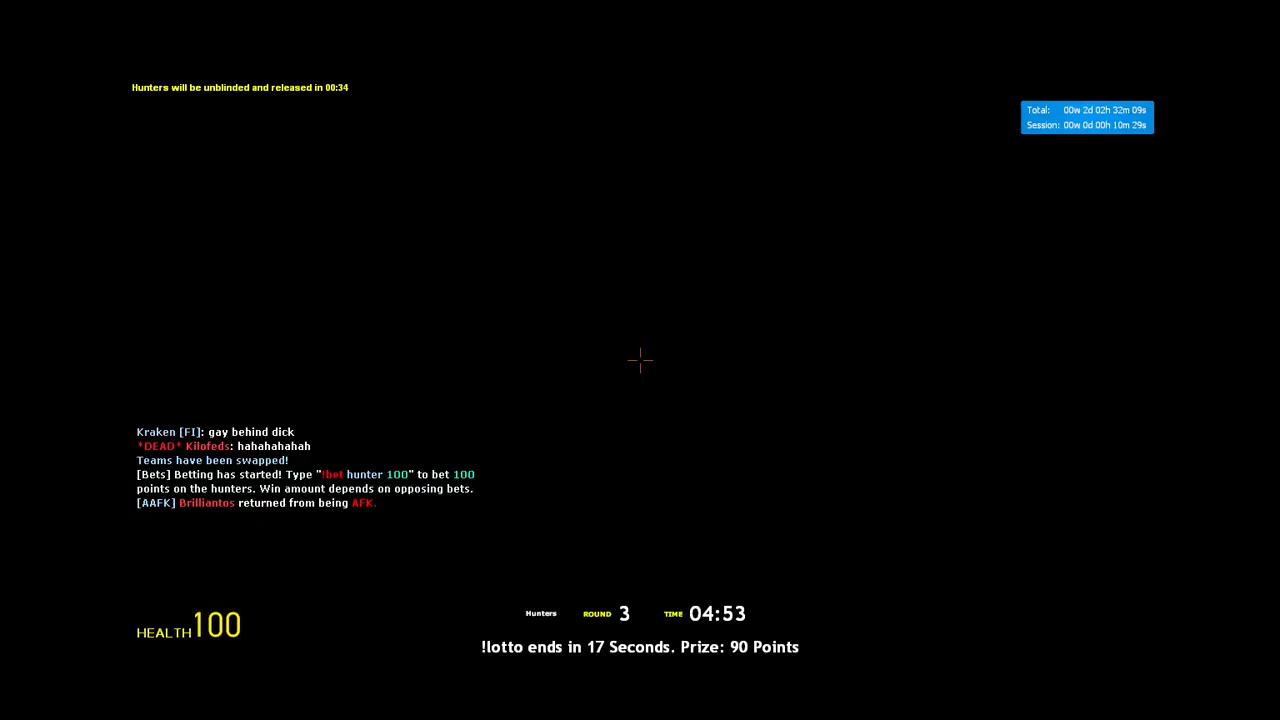 Hunters will be unblinded and released in 00:34
Total: 00w 2d 02h 32m 09s
Session: 00w 0d 00h 10m 29s
Kraken [FI]: gay behind dick
*DEAD* Kilofeds: hahahahahah
Teams have been swapped!
[Bets] Betting has started! Type "!bet hunter 100" to bet 100
points on the hunters. Win amount depends on opposing bets.
[AAFK] Brilliantos returned from being AFK.
HEALTH 100
Hunters ROUND 3 TIME 04:53
!lotto ends in 17 Seconds. Prize: 90 Points